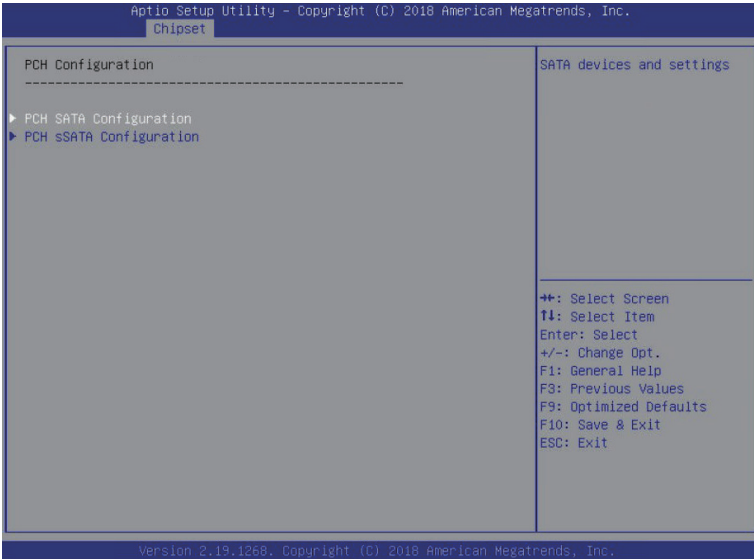 Aptio Setup Utility – Copyright (C) 2018 American Megatrends, Inc.
Chipset
PCH Configuration
--------------------------------------------------
PCH SATA Configuration
PCH sSATA Configuration
SATA devices and settings
→←: Select Screen
↑↓: Select Item
Enter: Select
+/-: Change Opt.
F1: General Help
F3: Previous Values
F9: Optimized Defaults
F10: Save & Exit
ESC: Exit
Version 2.19.1268. Copyright (C) 2018 American Megatrends, Inc.